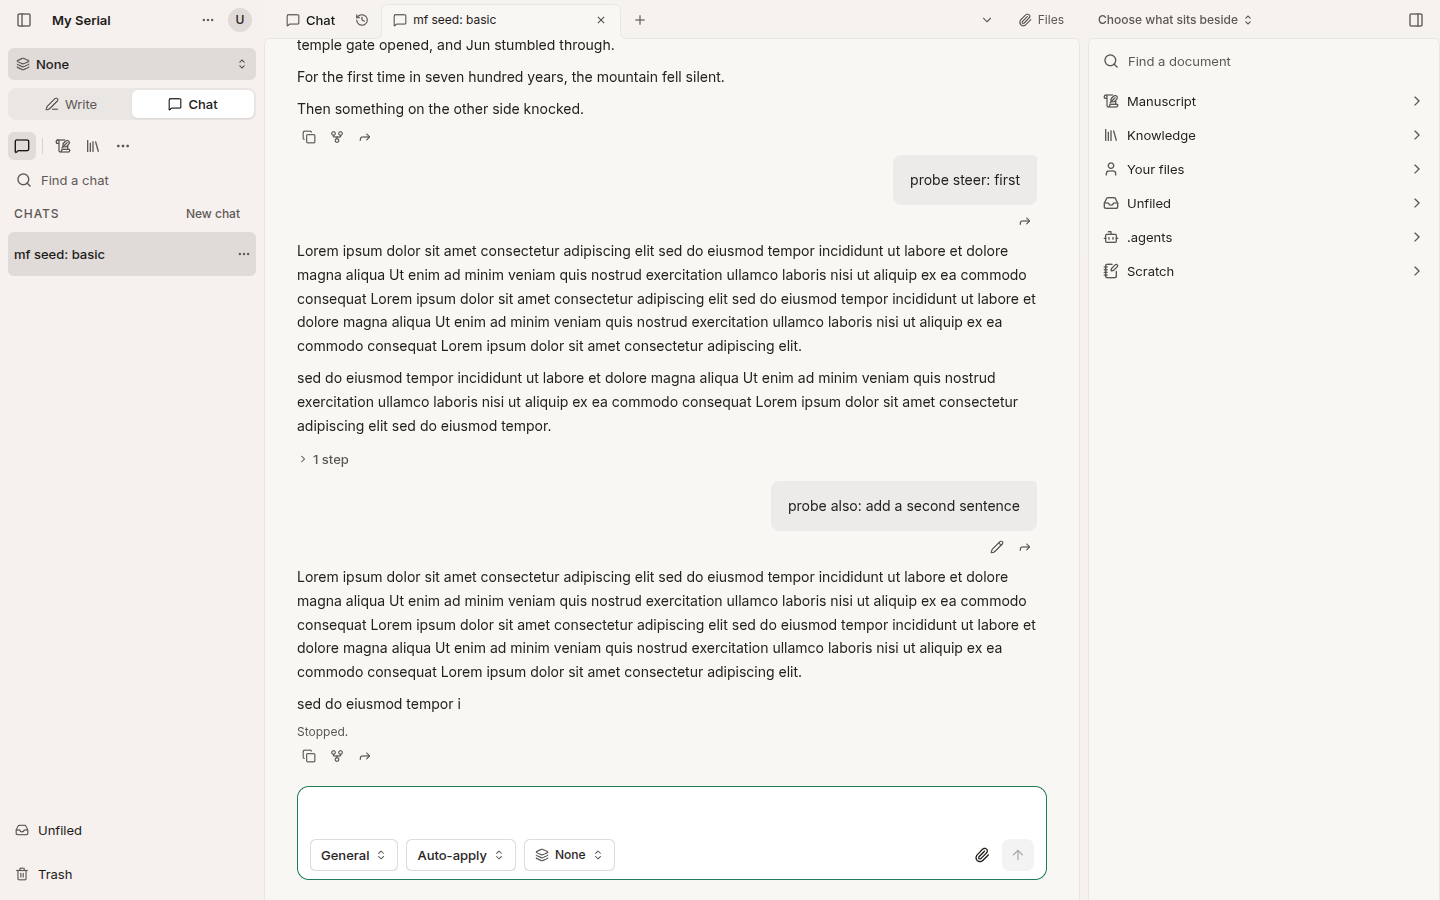 My Serial
U
None
Write
Chat
Find a chat
CHATS
New chat
mf seed: basic
Unfiled
Trash
Chat
mf seed: basic
Files
temple gate opened, and Jun stumbled through.
For the first time in seven hundred years, the mountain fell silent.
Then something on the other side knocked.
probe steer: first
Lorem ipsum dolor sit amet consectetur adipiscing elit sed do eiusmod tempor incididunt ut labore et dolore
magna aliqua Ut enim ad minim veniam quis nostrud exercitation ullamco laboris nisi ut aliquip ex ea commodo
consequat Lorem ipsum dolor sit amet consectetur adipiscing elit sed do eiusmod tempor incididunt ut labore et
dolore magna aliqua Ut enim ad minim veniam quis nostrud exercitation ullamco laboris nisi ut aliquip ex ea
commodo consequat Lorem ipsum dolor sit amet consectetur adipiscing elit.
sed do eiusmod tempor incididunt ut labore et dolore magna aliqua Ut enim ad minim veniam quis nostrud
exercitation ullamco laboris nisi ut aliquip ex ea commodo consequat Lorem ipsum dolor sit amet consectetur
adipiscing elit sed do eiusmod tempor.
1 step
probe also: add a second sentence
Lorem ipsum dolor sit amet consectetur adipiscing elit sed do eiusmod tempor incididunt ut labore et dolore
magna aliqua Ut enim ad minim veniam quis nostrud exercitation ullamco laboris nisi ut aliquip ex ea commodo
consequat Lorem ipsum dolor sit amet consectetur adipiscing elit sed do eiusmod tempor incididunt ut labore et
dolore magna aliqua Ut enim ad minim veniam quis nostrud exercitation ullamco laboris nisi ut aliquip ex ea
commodo consequat Lorem ipsum dolor sit amet consectetur adipiscing elit.
sed do eiusmod tempor i
Stopped.
General
Auto-apply
None
Choose what sits beside
Find a document
Manuscript
Knowledge
Your files
Unfiled
.agents
Scratch